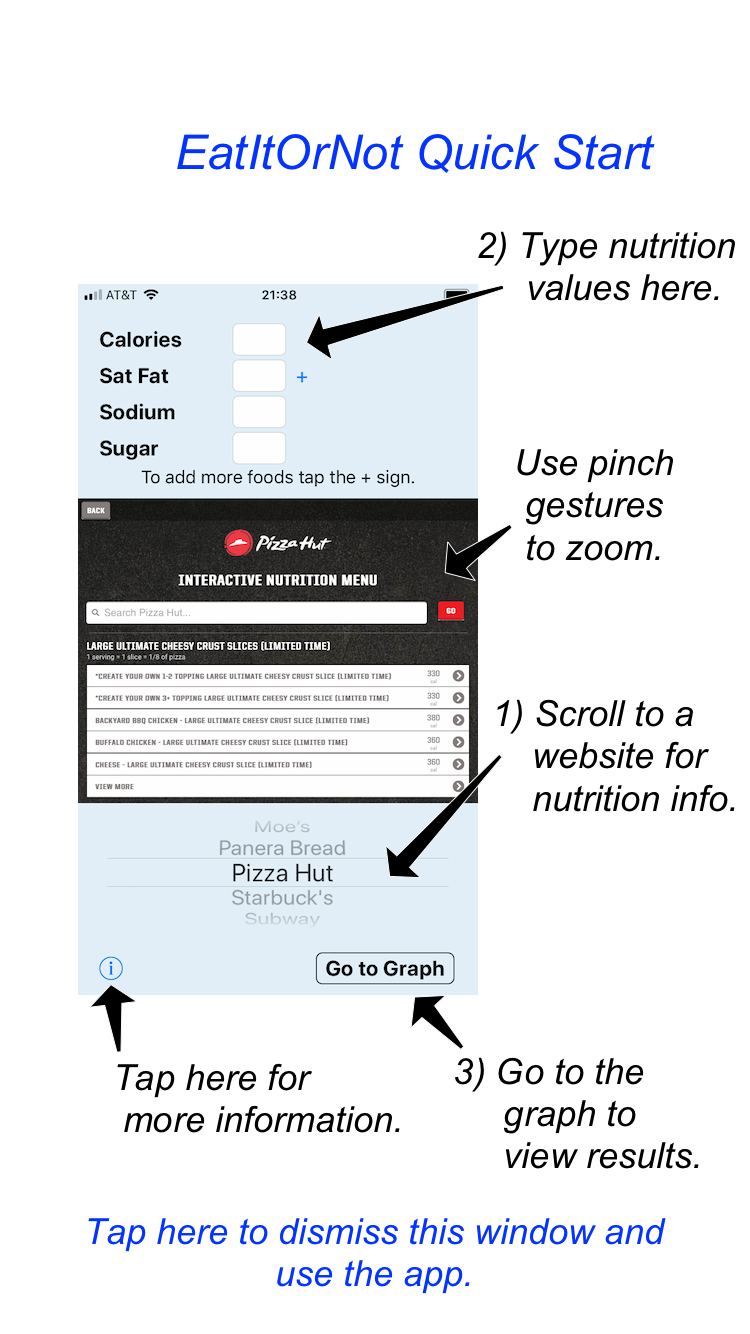 EatItOrNot Quick Start
2) Type nutrition
values here.
AT&T 21:38
Calories
Sat Fat +
Sodium
Sugar
To add more foods tap the + sign.
Use pinch
gestures
to zoom.
BACK
Pizza Hut
INTERACTIVE NUTRITION MENU
Search Pizza Hut... GO
LARGE ULTIMATE CHEESY CRUST SLICES (LIMITED TIME)
1 serving = 1 slice = 1/8 of pizza
*CREATE YOUR OWN 1-2 TOPPING LARGE ULTIMATE CHEESY CRUST SLICE (LIMITED TIME) 330 cal
*CREATE YOUR OWN 3+ TOPPING LARGE ULTIMATE CHEESY CRUST SLICE (LIMITED TIME) 330 cal
BACKYARD BBQ CHICKEN - LARGE ULTIMATE CHEESY CRUST SLICE (LIMITED TIME) 380 cal
BUFFALO CHICKEN - LARGE ULTIMATE CHEESY CRUST SLICE (LIMITED TIME) 360 cal
CHEESE - LARGE ULTIMATE CHEESY CRUST SLICE (LIMITED TIME) 360 cal
VIEW MORE
1) Scroll to a
website for
nutrition info.
Moe's
Panera Bread
Pizza Hut
Starbuck's
Subway
i Go to Graph
Tap here for
more information.
3) Go to the
graph to
view results.
Tap here to dismiss this window and
use the app.